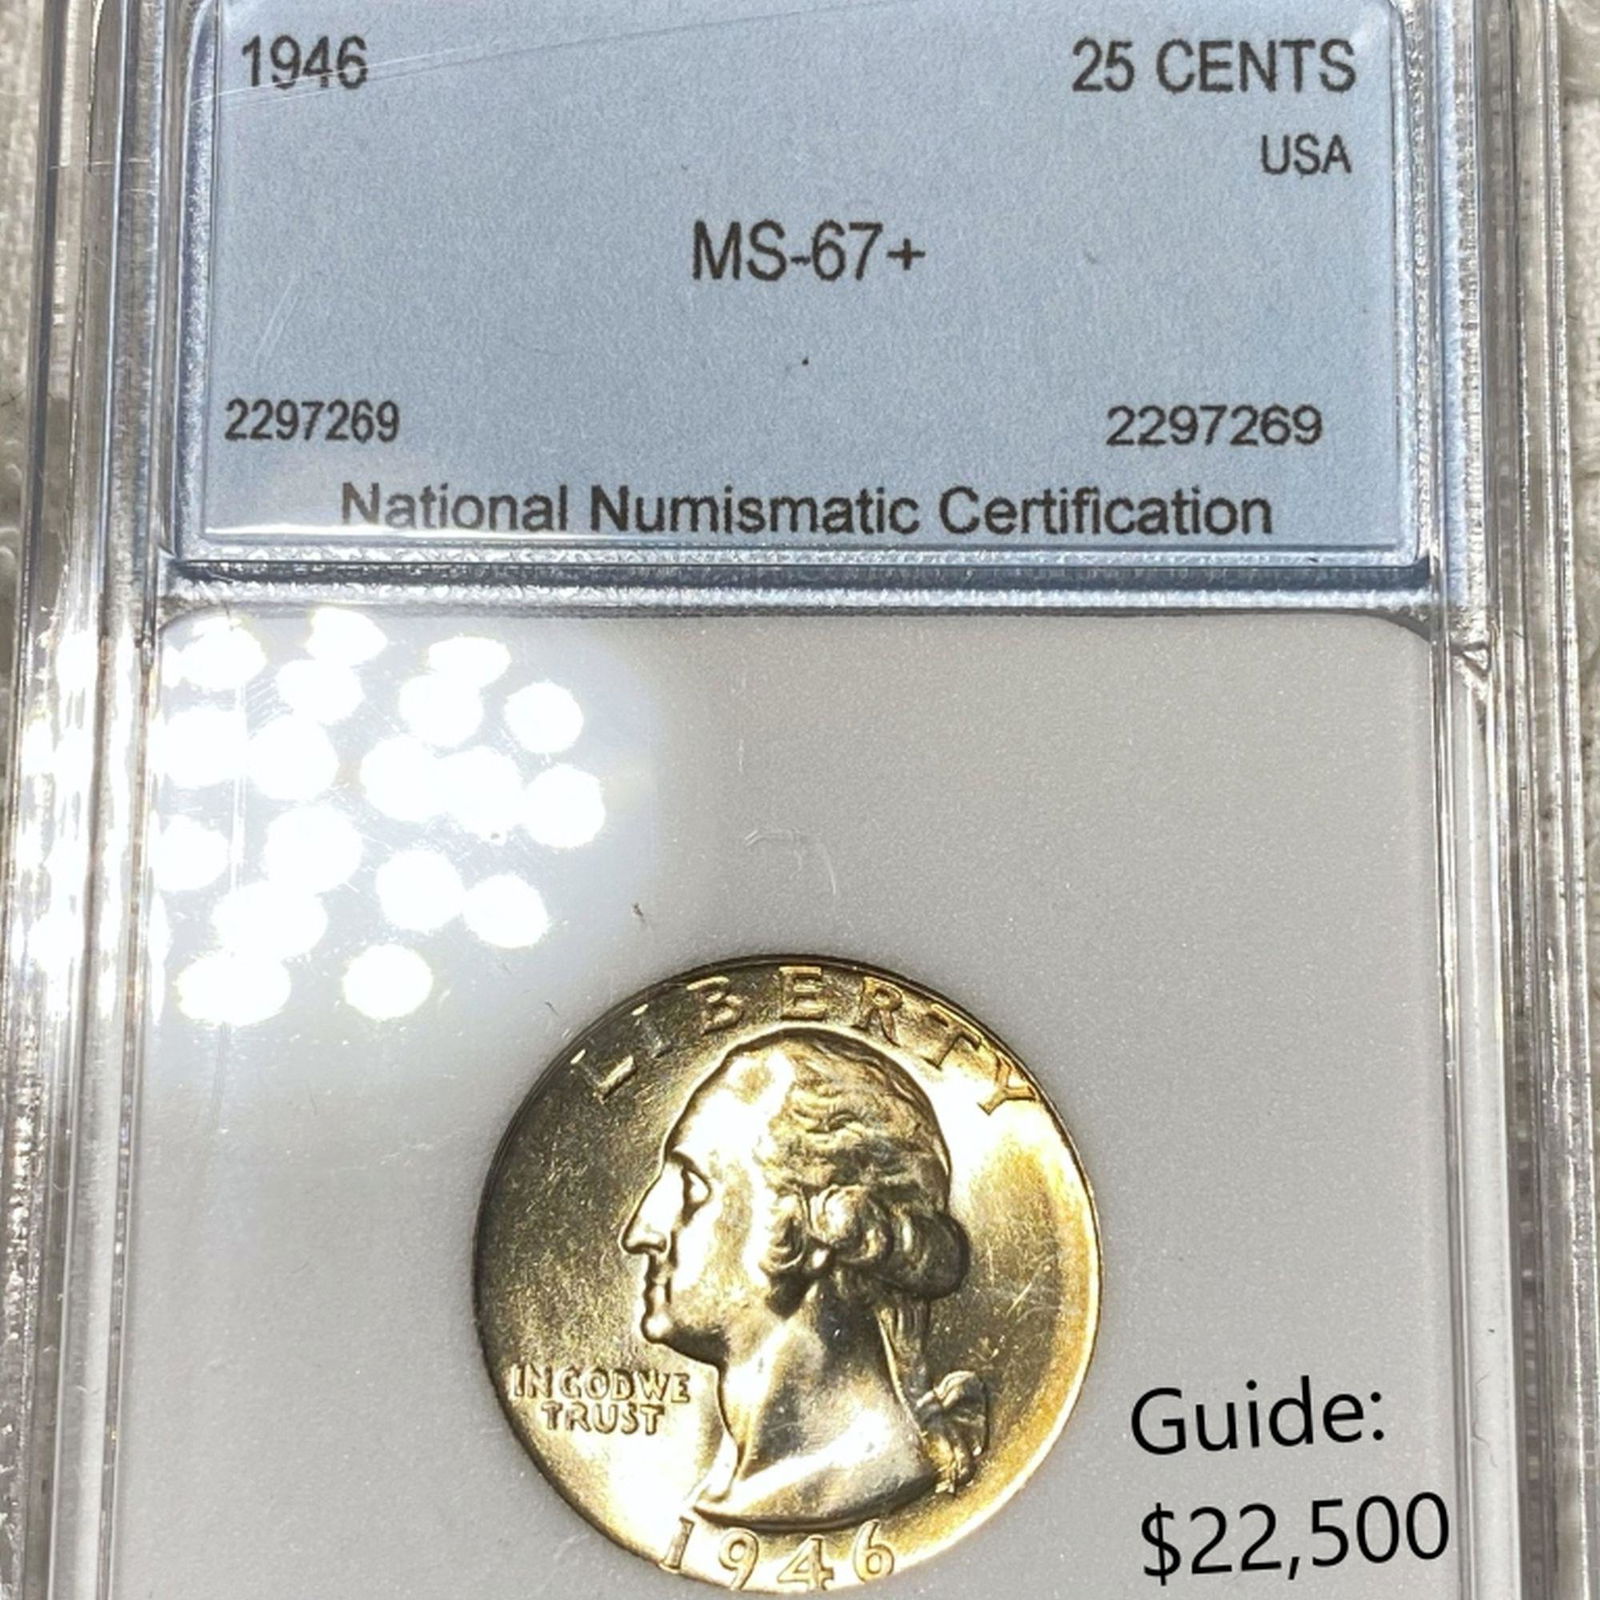 1946 25 CENTS
USA
MS-67+
2297269 2297269
National Numismatic Certification
LIBERTY
IN GOD WE
TRUST
1946
Guide:
$22,500